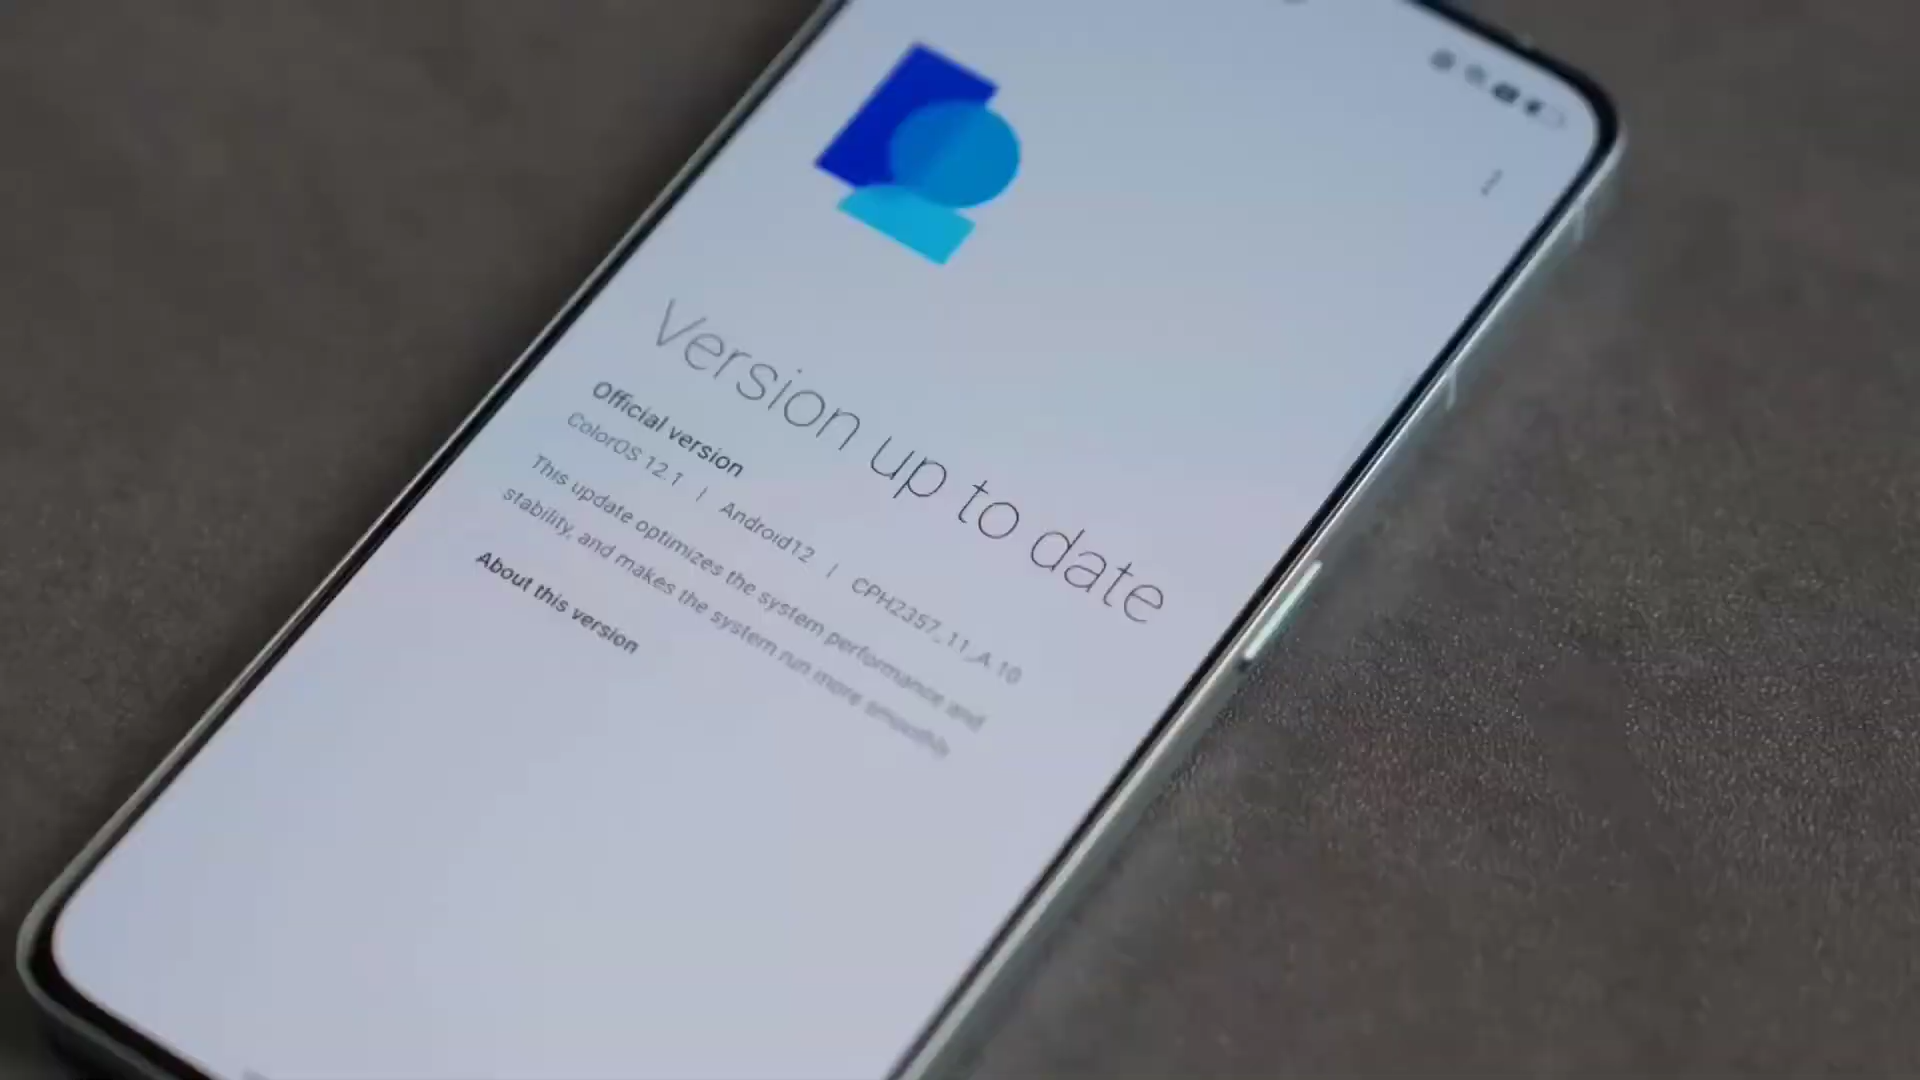 Version up to date
Official version
ColorOS 12.1 | Android12 | CPH2357_11_A.10
This update optimizes the system performance and
stability, and makes the system run more smoothly.
About this version